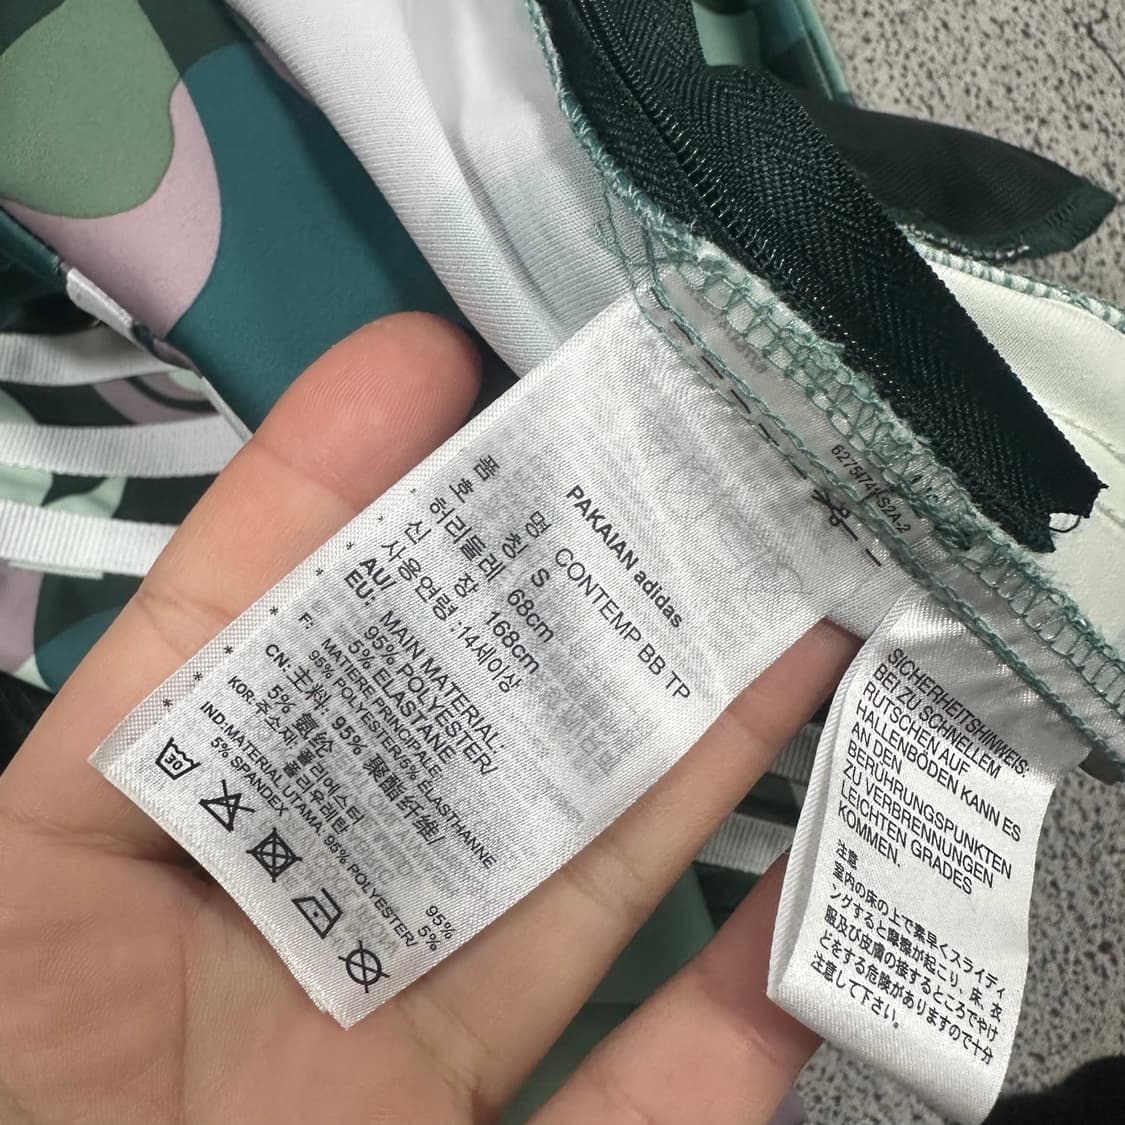 6275474 S2A-2
PAKAIAN adidas
CONTEMP BB TP
품 명
호 칭 S
허리둘레 68cm
신 장 168cm
사용연령 :14세이상
AU/
EU: MAIN MATERIAL:
95% POLYESTER/
5% ELASTANE
F: MATIERE PRINCIPALE
95% POLYESTER/5% ELASTHANNE
CN:主料: 95% 聚酯纤维/
5% 氨纶
KOR:주소재 폴리에스터 95%
폴리우레탄 5%
IND:MATERIAL UTAMA: 95% POLYESTER/
5% SPANDEX
30
SICHERHEITSHINWEIS:
BEI ZU SCHNELLEM
RUTSCHEN AUF
HALLENBÖDEN KANN ES
AN DEN
BERÜHRUNGSPUNKTEN
ZU VERBRENNUNGEN
LEICHTEN GRADES
KOMMEN.
注意
室内の床の上で素早くスライディ
ングすると摩擦が起こり、床、衣
服及び皮膚の接するところでやけ
どをする危険がありますので十分
注意して下さい。